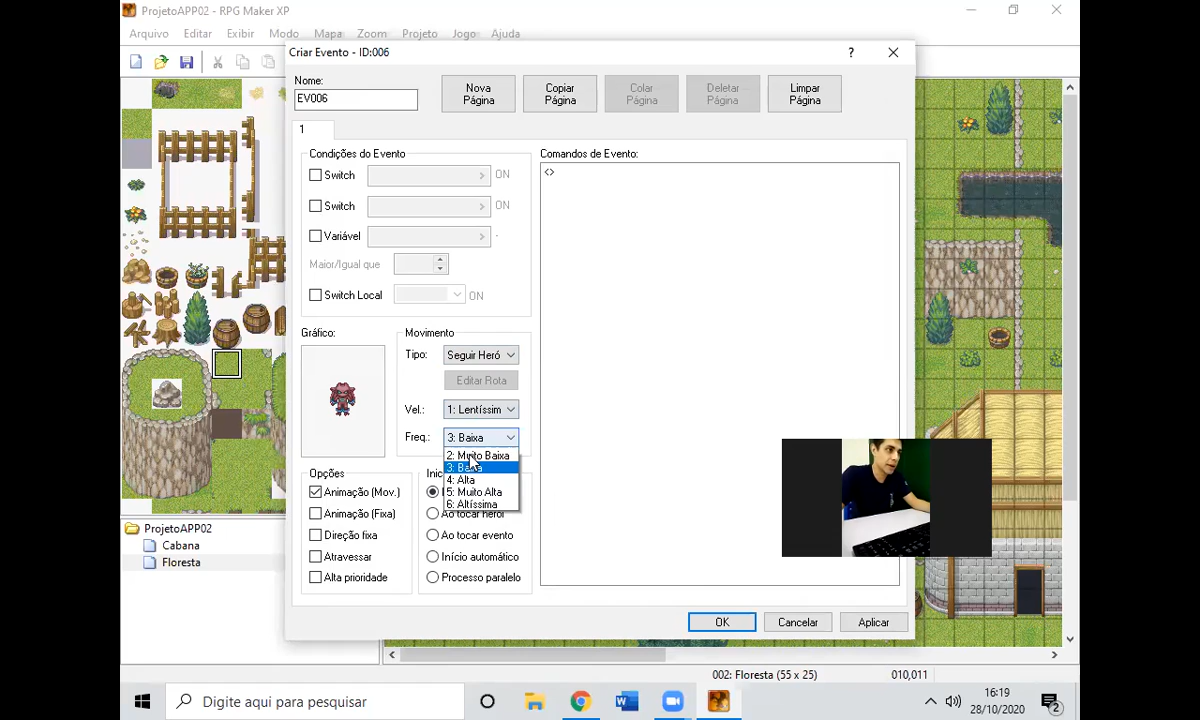 ProjetoAPP02 - RPG Maker XP
Arquivo Editar Exibir Modo Mapa Zoom Projeto Jogo Ajuda
Criar Evento - ID:006
?
Nome:
EV006
Nova Página
Copiar Página
Colar Página
Deletar Página
Limpar Página
1
Condições do Evento
Comandos de Evento:
<>
Switch ON
Switch ON
Variável
Maior/Igual que
Switch Local ON
Gráfico:
Movimento
Tipo: Seguir Heró
Editar Rota
Vel.: 1: Lentíssim
Freq.: 3: Baixa
2: Muito Baixa
3: Baixa
4: Alta
5: Muito Alta
6: Altíssima
Opções
Animação (Mov.)
Animação (Fixa)
Direção fixa
Atravessar
Alta prioridade
Ao tocar herói
Ao tocar evento
Início automático
Processo paralelo
OK
Cancelar
Aplicar
ProjetoAPP02
Cabana
Floresta
002: Floresta (55 x 25)
010,011
Digite aqui para pesquisar
16:19
28/10/2020
2